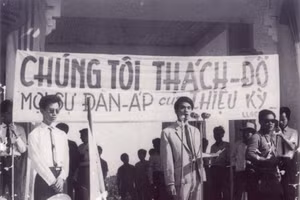 CHÚNG TÔI THÁCH-ĐỐ
MỌI SỰ ĐÀN-ÁP CỦA THIỆU KỲ